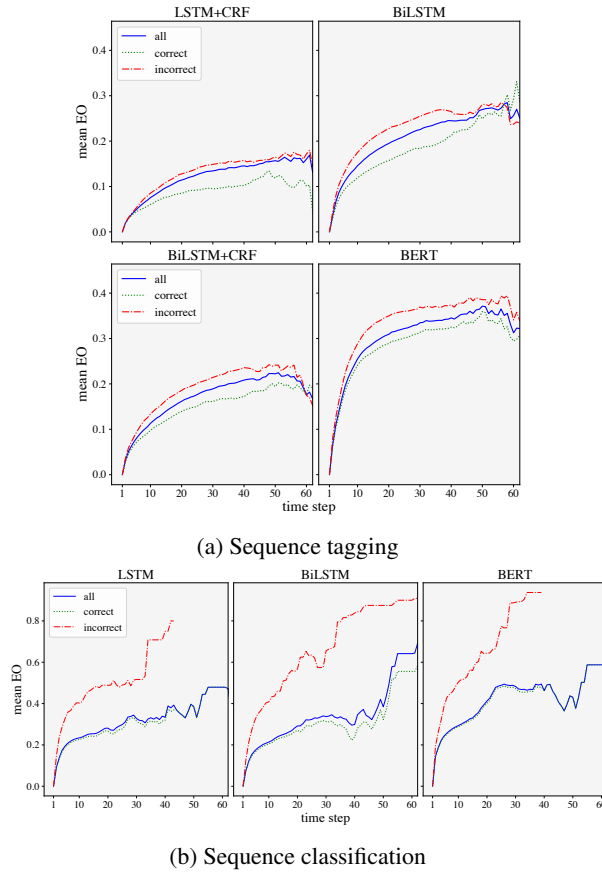 LSTM+CRF BiLSTM
all
correct
incorrect
0.4
0.3
0.2
0.1
0.0
mean EO
BiLSTM+CRF BERT
all
correct
incorrect
0.4
0.3
0.2
0.1
0.0
mean EO
1 10 20 30 40 50 60 1 10 20 30 40 50 60
time step
(a) Sequence tagging
LSTM BiLSTM BERT
all
correct
incorrect
0.8
0.6
0.4
0.2
0.0
mean EO
1 10 20 30 40 50 60 1 10 20 30 40 50 60 1 10 20 30 40 50 60
time step
(b) Sequence classification